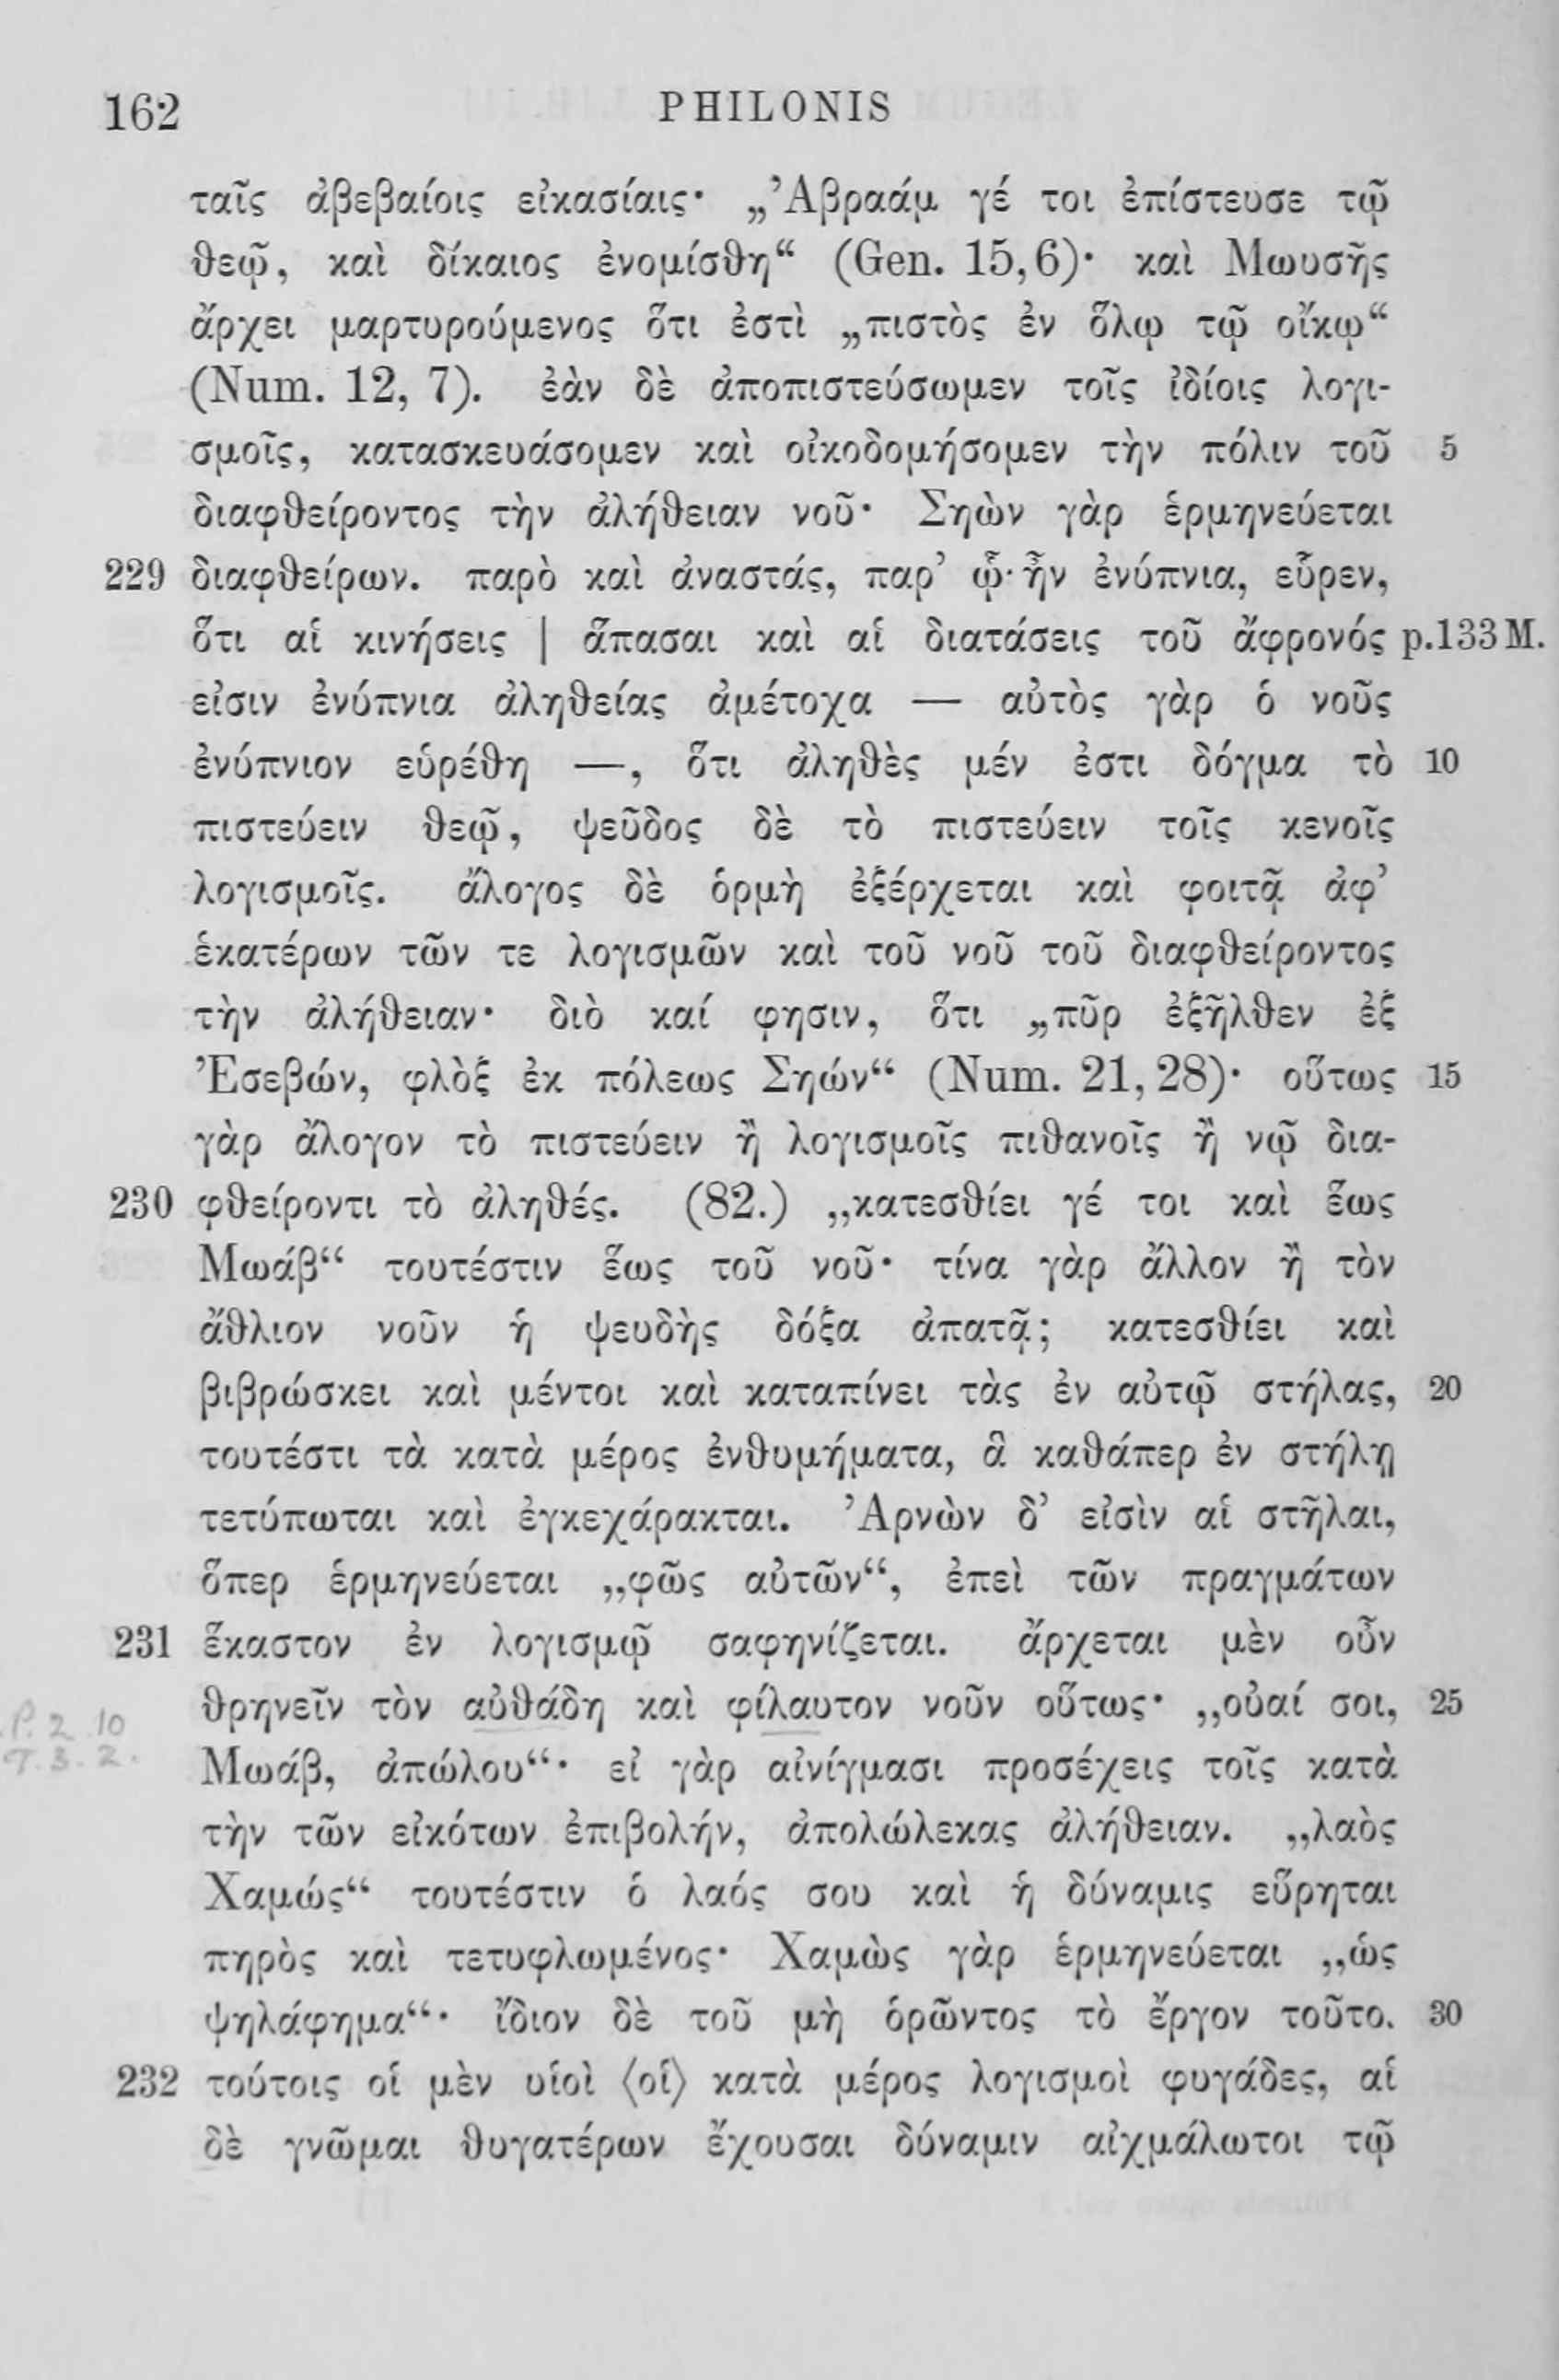 162 PHILONIS
ταῖς ἀβεβαίοις εἰκασίαις· „Ἀβραάμ γέ τοι ἐπίστευσε τῷ
θεῷ, καὶ δίκαιος ἐνομίσθη“ (Gen. 15,6)· καὶ Μωυσῆς
ἄρχει μαρτυρούμενος ὅτι ἐστὶ „πιστὸς ἐν ὅλῳ τῷ οἴκῳ“
(Num. 12, 7). ἐὰν δὲ ἀποπιστεύσωμεν τοῖς ἰδίοις λογι-
σμοῖς, κατασκευάσομεν καὶ οἰκοδομήσομεν τὴν πόλιν τοῦ 5
διαφθείροντος τὴν ἀλήθειαν νοῦ· Σηὼν γὰρ ἑρμηνεύεται
229 διαφθείρων. παρὸ καὶ ἀναστάς, παρ’ ᾧ ἦν ἐνύπνια, εὗρεν,
ὅτι αἱ κινήσεις | ἅπασαι καὶ αἱ διατάσεις τοῦ ἄφρονός p.133 M.
εἰσιν ἐνύπνια ἀληθείας ἀμέτοχα — αὐτὸς γὰρ ὁ νοῦς
ἐνύπνιον εὑρέθη —, ὅτι ἀληθὲς μέν ἐστι δόγμα τὸ 10
πιστεύειν θεῷ, ψεῦδος δὲ τὸ πιστεύειν τοῖς κενοῖς
λογισμοῖς. ἄλογος δὲ ὁρμὴ ἐξέρχεται καὶ φοιτᾷ ἀφ’
ἑκατέρων τῶν τε λογισμῶν καὶ τοῦ νοῦ τοῦ διαφθείροντος
τὴν ἀλήθειαν· διὸ καί φησιν, ὅτι „πῦρ ἐξῆλθεν ἐξ
Ἐσεβών, φλὸξ ἐκ πόλεως Σηών“ (Num. 21,28)· οὕτως 15
γὰρ ἄλογον τὸ πιστεύειν ἢ λογισμοῖς πιθανοῖς ἢ νῷ δια-
230 φθείροντι τὸ ἀληθές. (82.) „κατεσθίει γέ τοι καὶ ἕως
Μωάβ“ τουτέστιν ἕως τοῦ νοῦ· τίνα γὰρ ἄλλον ἢ τὸν
ἄθλιον νοῦν ἡ ψευδὴς δόξα ἀπατᾷ; κατεσθίει καὶ
βιβρώσκει καὶ μέντοι καὶ καταπίνει τὰς ἐν αὐτῷ στήλας, 20
τουτέστι τὰ κατὰ μέρος ἐνθυμήματα, ἃ καθάπερ ἐν στήλῃ
τετύπωται καὶ ἐγκεχάρακται. Ἀρνὼν δ’ εἰσὶν αἱ στῆλαι,
ὅπερ ἑρμηνεύεται „φῶς αὐτῶν“, ἐπεὶ τῶν πραγμάτων
231 ἕκαστον ἐν λογισμῷ σαφηνίζεται. ἄρχεται μὲν οὖν
θρηνεῖν τὸν αὐθάδη καὶ φίλαυτον νοῦν οὕτως· „οὐαί σοι, 25
P. 2 .10
Μωάβ, ἀπώλου“· εἰ γὰρ αἰνίγμασι προσέχεις τοῖς κατὰ
T. 3. 2.
τὴν τῶν εἰκότων ἐπιβολήν, ἀπολώλεκας ἀλήθειαν. „λαὸς
Χαμώς“ τουτέστιν ὁ λαός σου καὶ ἡ δύναμις εὕρηται
πηρὸς καὶ τετυφλωμένος· Χαμὼς γὰρ ἑρμηνεύεται „ὡς
ψηλάφημα“· ἴδιον δὲ τοῦ μὴ ὁρῶντος τὸ ἔργον τοῦτο. 30
232 τούτοις οἱ μὲν υἱοὶ ⟨οἱ⟩ κατὰ μέρος λογισμοὶ φυγάδες, αἱ
δὲ γνῶμαι θυγατέρων ἔχουσαι δύναμιν αἰχμάλωτοι τῷ